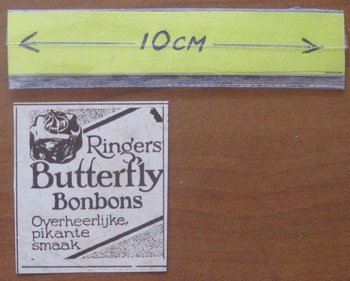 10CM
Ringers
Butterfly
Bonbons
Overheerlijke,
pikante
smaak